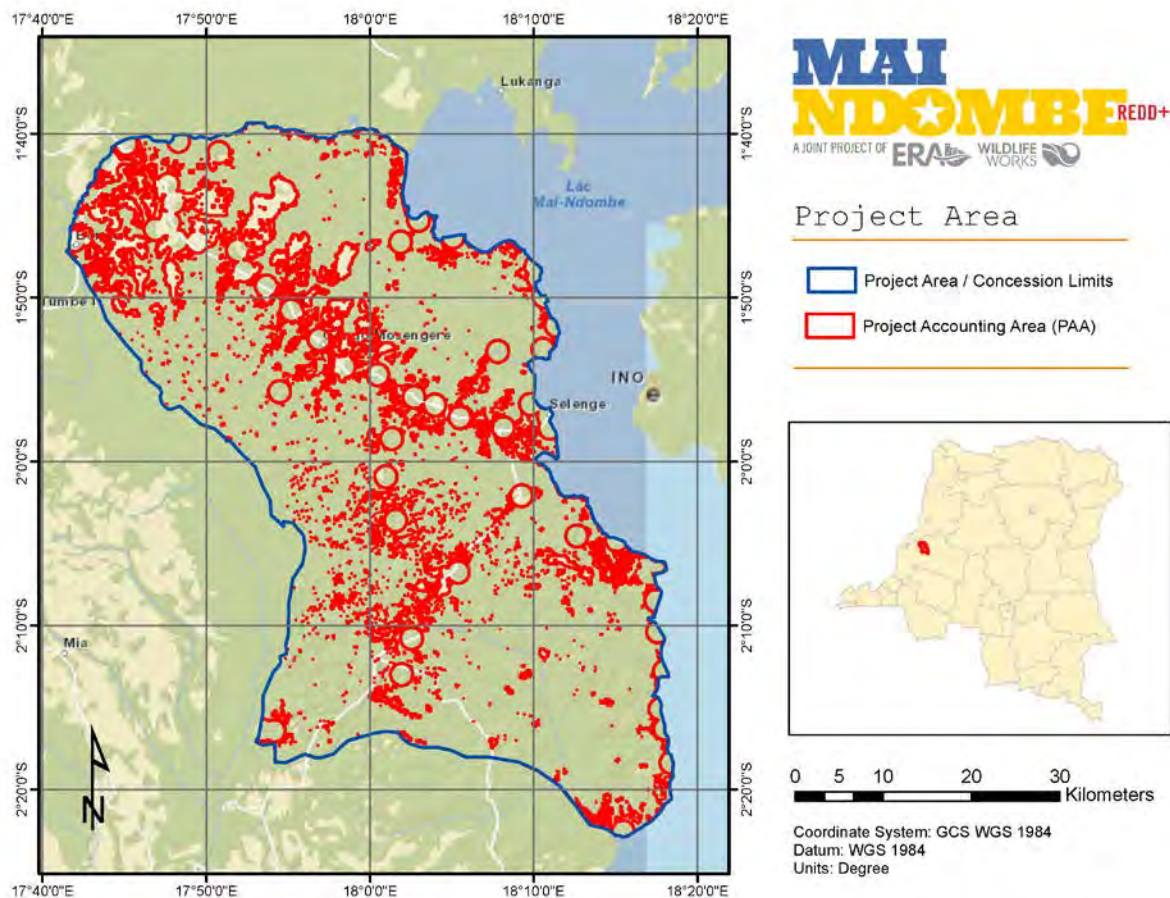 17°40'0"E
17°50'0"E
18°0'0"E
18°10'0"E
18°20'0"E
1°40'0"S
1°50'0"S
2°0'0"S
2°10'0"S
2°20'0"S
Lukanga
Lac
Mai-Ndombe
INO
Selenge
Mia
N
1°40'0"S
1°50'0"S
2°0'0"S
2°10'0"S
2°20'0"S
17°40'0"E
17°50'0"E
18°0'0"E
18°10'0"E
18°20'0"E
MAI
NDOMBE REDD+
A JOINT PROJECT OF ERA WILDLIFE
WORKS
Project Area
Project Area / Concession Limits
Project Accounting Area (PAA)
0 5 10 20 30
Kilometers
Coordinate System: GCS WGS 1984
Datum: WGS 1984
Units: Degree